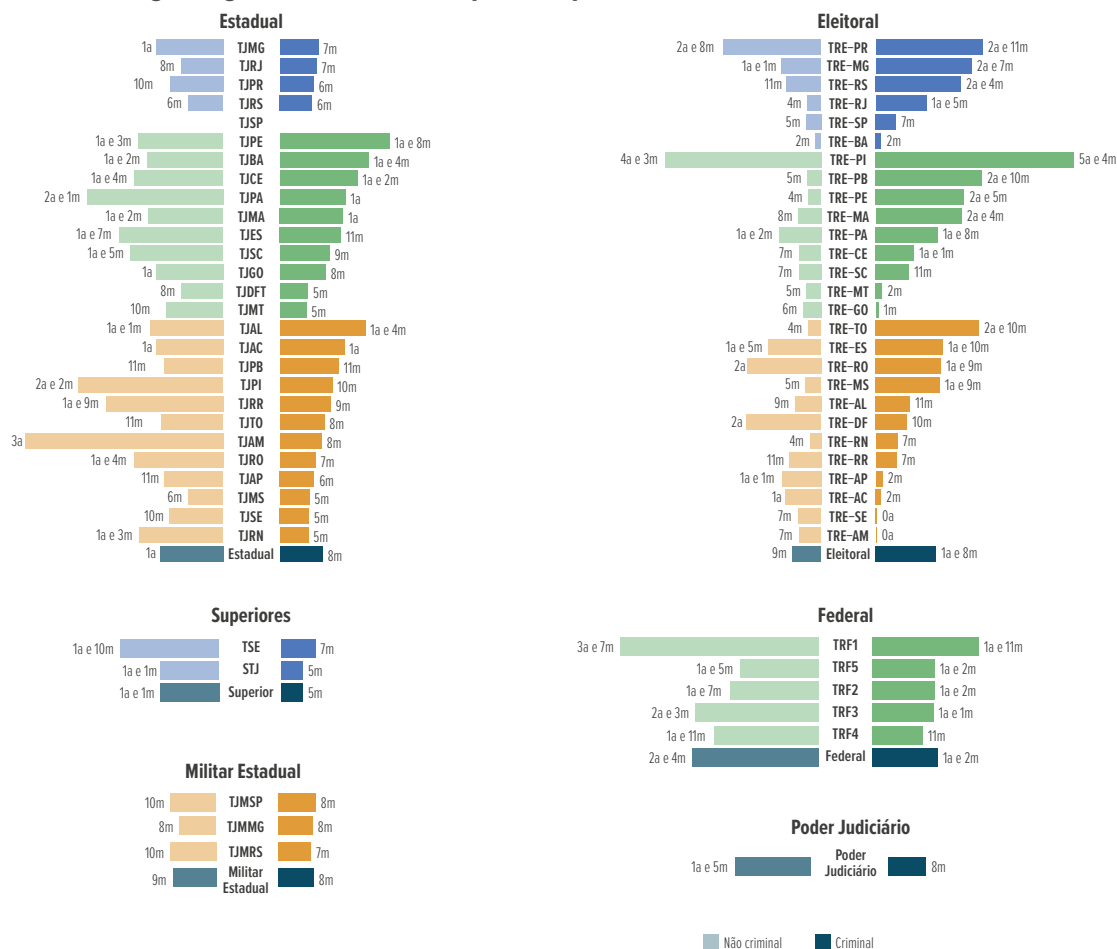 Estadual
1a TJMG 7m
8m TJRJ 7m
10m TJPR 6m
6m TJRS 6m
TJSP
1a e 3m TJPE 1a e 8m
1a e 2m TJBA 1a e 4m
1a e 4m TJCE 1a e 2m
2a e 1m TJPA 1a
1a e 2m TJMA 1a
1a e 7m TJES 11m
1a e 5m TJSC 9m
1a TJGO 8m
8m TJDFT 5m
10m TJMT 5m
1a e 1m TJAL 1a e 4m
1a TJAC 1a
11m TJPB 11m
2a e 2m TJPI 10m
1a e 9m TJRR 9m
11m TJTO 8m
3a TJAM 8m
1a e 4m TJRO 7m
11m TJAP 6m
6m TJMS 5m
10m TJSE 5m
1a e 3m TJRN 5m
1a Estadual 8m
Eleitoral
2a e 8m TRE-PR 2a e 11m
1a e 1m TRE-MG 2a e 7m
11m TRE-RS 2a e 4m
4m TRE-RJ 1a e 5m
5m TRE-SP 7m
2m TRE-BA 2m
4a e 3m TRE-PI 5a e 4m
5m TRE-PB 2a e 10m
4m TRE-PE 2a e 5m
8m TRE-MA 2a e 4m
1a e 2m TRE-PA 1a e 8m
7m TRE-CE 1a e 1m
7m TRE-SC 11m
5m TRE-MT 2m
6m TRE-GO 1m
4m TRE-TO 2a e 10m
1a e 5m TRE-ES 1a e 10m
2a TRE-RO 1a e 9m
5m TRE-MS 1a e 9m
9m TRE-AL 11m
2a TRE-DF 10m
4m TRE-RN 7m
11m TRE-RR 7m
1a e 1m TRE-AP 2m
1a TRE-AC 2m
7m TRE-SE 0a
7m TRE-AM 0a
9m Eleitoral 1a e 8m
Superiores
1a e 10m TSE 7m
1a e 1m STJ 5m
1a e 1m Superior 5m
Federal
3a e 7m TRF1 1a e 11m
1a e 5m TRF5 1a e 2m
1a e 7m TRF2 1a e 2m
2a e 3m TRF3 1a e 1m
1a e 11m TRF4 11m
2a e 4m Federal 1a e 2m
Militar Estadual
10m TJMSP 8m
8m TJMMG 8m
10m TJMRS 7m
9m Militar 8m
Estadual
Poder Judiciário
1a e 5m Poder 8m
Judiciário
Não criminal Criminal